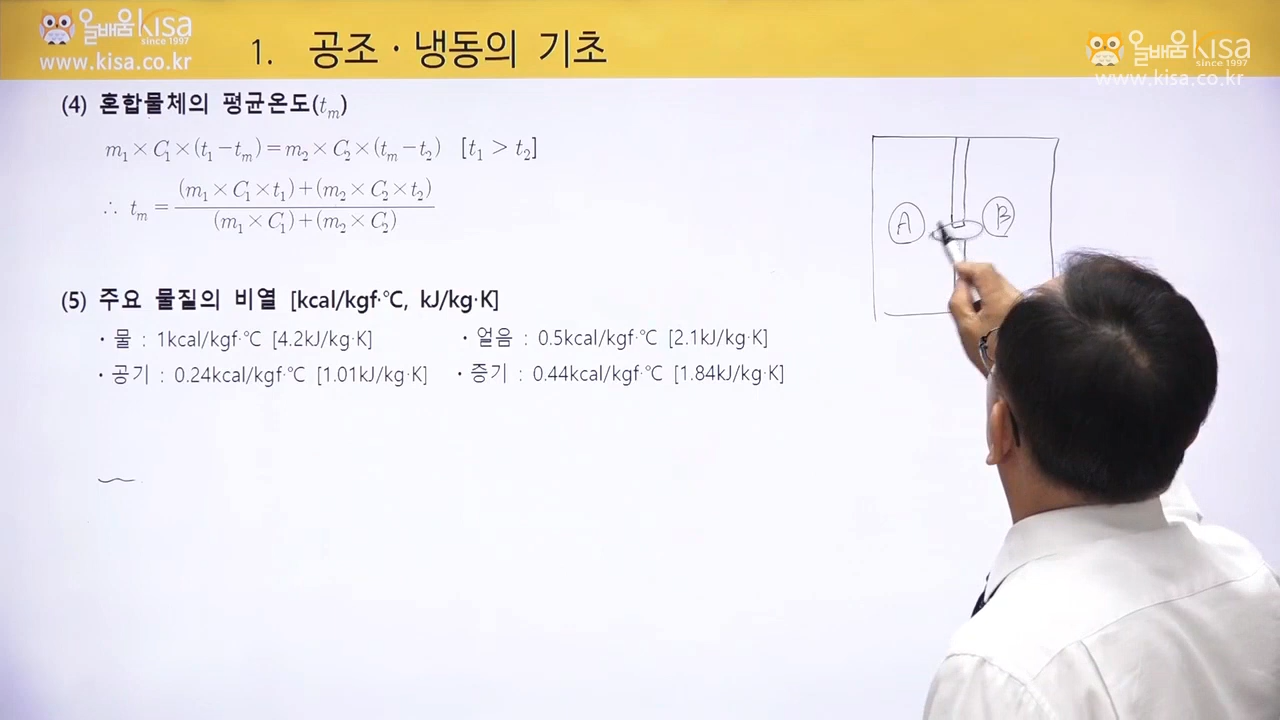 올배움kisa
since 1997
www.kisa.co.kr
1. 공조·냉동의 기초
올배움kisa
since 1997
www.kisa.co.kr
(4) 혼합물체의 평균온도(t_m)
m₁×C₁×(t₁−t_m)=m₂×C₂×(t_m−t₂) [t₁ > t₂]
∴ t_m = ((m₁×C₁×t₁)+(m₂×C₂×t₂)) / ((m₁×C₁)+(m₂×C₂))
A B
(5) 주요 물질의 비열 [kcal/kgf·℃, kJ/kg·K]
· 물 : 1kcal/kgf·℃ [4.2kJ/kg·K] · 얼음 : 0.5kcal/kgf·℃ [2.1kJ/kg·K]
· 공기 : 0.24kcal/kgf·℃ [1.01kJ/kg·K] · 증기 : 0.44kcal/kgf·℃ [1.84kJ/kg·K]